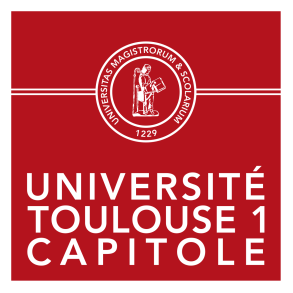 UNIVERSITAS MAGISTRORUM & SCOLARIUM
1229
UNIVERSITÉ
TOULOUSE 1
CAPITOLE